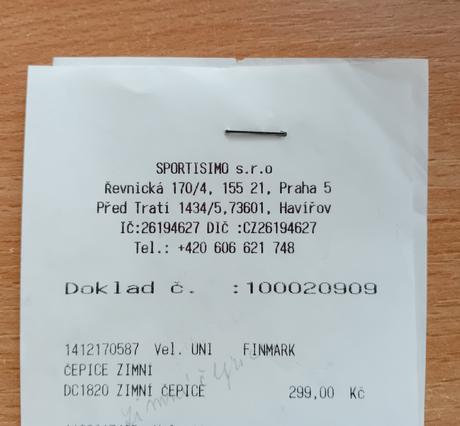 SPORTISIMO s.r.o
Řevnická 170/4, 155 21, Praha 5
Před Tratí 1434/5,73601, Havířov
IČ:26194627 DIČ :CZ26194627
Tel.: +420 606 621 748
Doklad č. :100020909
1412170587 Vel. UNI FINMARK
ČEPICE ZIMNÍ
DC1820 ZIMNÍ ČEPICE 299,00 Kč